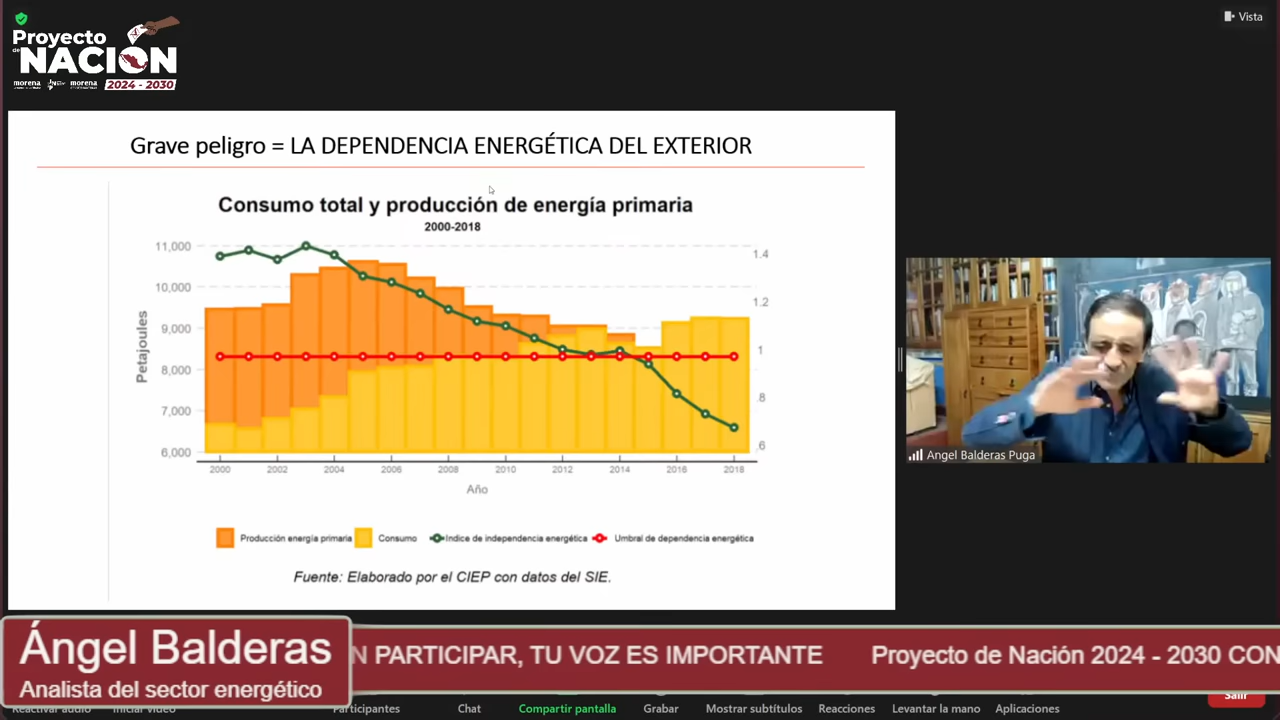 Proyecto
de
NACIÓN
morena
morena
2024 - 2030
Vista
Grave peligro = LA DEPENDENCIA ENERGÉTICA DEL EXTERIOR
Consumo total y producción de energía primaria
2000-2018
11,000
10,000
9,000
8,000
7,000
6,000
Petajoules
1.4
1.2
1
.8
.6
2000
2002
2004
2006
2008
2010
2012
2014
2016
2018
Año
Producción energía primaria
Consumo
Indice de independencia energética
Umbral de dependencia energética
Fuente: Elaborado por el CIEP con datos del SIE.
Angel Balderas Puga
Ángel Balderas
Analista del sector energético
N PARTICIPAR, TU VOZ ES IMPORTANTE
Proyecto de Nación 2024 - 2030 CON
Reactivar audio
Iniciar video
Participantes
Chat
Compartir pantalla
Grabar
Mostrar subtítulos
Reacciones
Levantar la mano
Aplicaciones
Salir